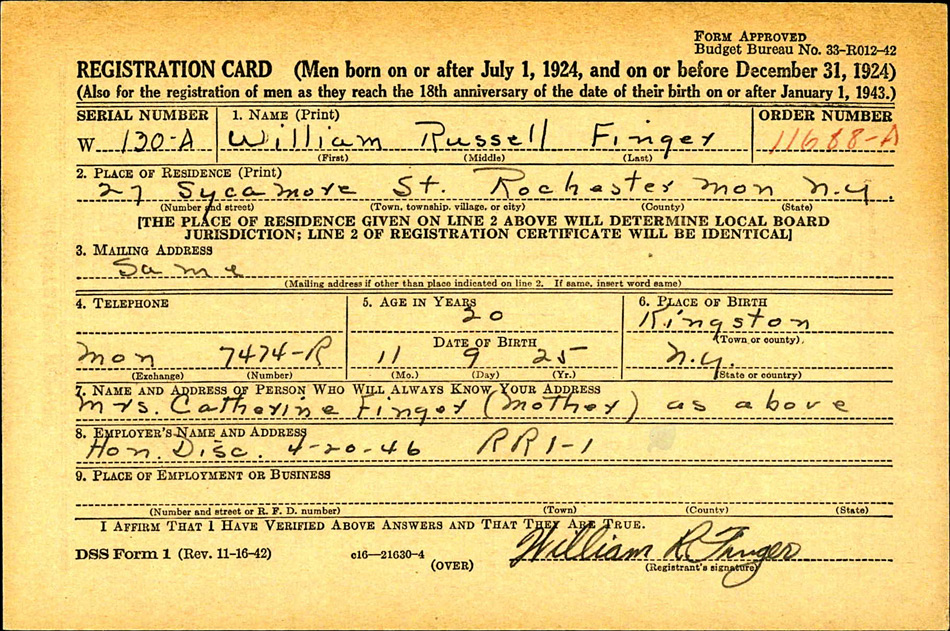 FORM APPROVED
Budget Bureau No. 33-R012-42
REGISTRATION CARD (Men born on or after July 1, 1924, and on or before December 31, 1924)
(Also for the registration of men as they reach the 18th anniversary of the date of their birth on or after January 1, 1943.)
SERIAL NUMBER 1. NAME (Print) ORDER NUMBER
W 130-A William Russell Finger 11688-A
(First) (Middle) (Last)
2. PLACE OF RESIDENCE (Print)
27 Sycamore St. Rochester Mon N.Y.
(Number and street) (Town, township, village, or city) (County) (State)
[THE PLACE OF RESIDENCE GIVEN ON LINE 2 ABOVE WILL DETERMINE LOCAL BOARD
JURISDICTION; LINE 2 OF REGISTRATION CERTIFICATE WILL BE IDENTICAL]
3. MAILING ADDRESS
Same
(Mailing address if other than place indicated on line 2. If same, insert word same)
4. TELEPHONE 5. AGE IN YEARS 6. PLACE OF BIRTH
20 Kingston
DATE OF BIRTH (Town or county)
Mon 7474-R 11 9 25 N.Y.
(Exchange) (Number) (Mo.) (Day) (Yr.) (State or country)
7. NAME AND ADDRESS OF PERSON WHO WILL ALWAYS KNOW YOUR ADDRESS
Mrs. Catherine Finger (Mother) as above
8. EMPLOYER'S NAME AND ADDRESS
Hon. Disc. 4-20-46 RR 1-1
9. PLACE OF EMPLOYMENT OR BUSINESS
(Number and street or R. F. D. number) (Town) (County) (State)
I AFFIRM THAT I HAVE VERIFIED ABOVE ANSWERS AND THAT THEY ARE TRUE.
DSS Form 1 (Rev. 11-16-42) c16—21630-4 William R. Finger
(OVER) (Registrant's signature)